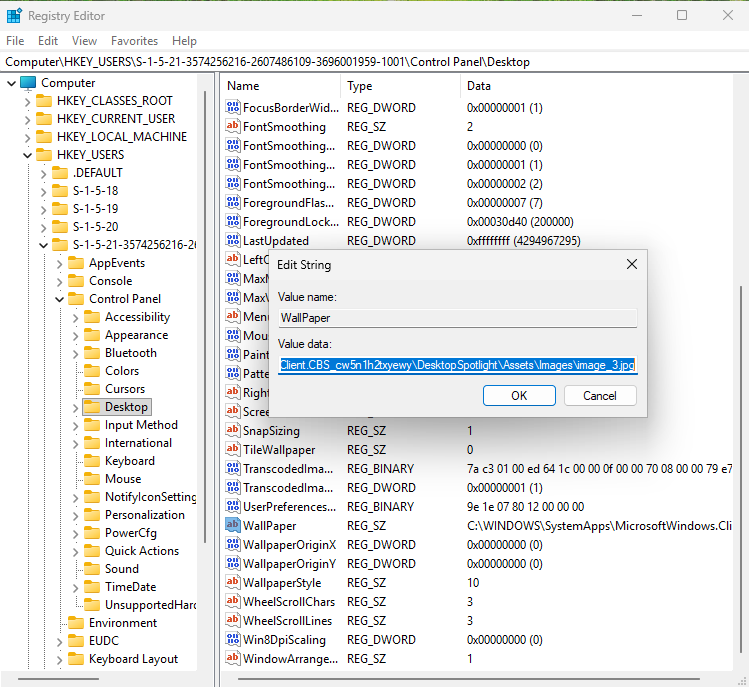 Registry Editor
File Edit View Favorites Help
Computer\HKEY_USERS\S-1-5-21-3574256216-2607486109-3696001959-1001\Control Panel\Desktop
Computer
HKEY_CLASSES_ROOT
HKEY_CURRENT_USER
HKEY_LOCAL_MACHINE
HKEY_USERS
.DEFAULT
S-1-5-18
S-1-5-19
S-1-5-20
S-1-5-21-3574256216-26
AppEvents
Console
Control Panel
Accessibility
Appearance
Bluetooth
Colors
Cursors
Desktop
Input Method
International
Keyboard
Mouse
NotifyIconSetting
Personalization
PowerCfg
Quick Actions
Sound
TimeDate
UnsupportedHard
Environment
EUDC
Keyboard Layout
Name Type Data
FocusBorderWid... REG_DWORD 0x00000001 (1)
FontSmoothing REG_SZ 2
FontSmoothing... REG_DWORD 0x00000000 (0)
FontSmoothing... REG_DWORD 0x00000001 (1)
FontSmoothing... REG_DWORD 0x00000002 (2)
ForegroundFlas... REG_DWORD 0x00000007 (7)
ForegroundLock... REG_DWORD 0x00030d40 (200000)
LastUpdated REG_DWORD 0xffffffff (4294967295)
LeftO
MaxM
MaxV
Menu
Mou
Paint
Patte
Right
Scree
Edit String
Value name:
WallPaper
Value data:
Client.CBS_cw5n1h2txyewy\DesktopSpotlight\Assets\Images\image_3.jpg
OK Cancel
SnapSizing REG_SZ 1
TileWallpaper REG_SZ 0
TranscodedIma... REG_BINARY 7a c3 01 00 ed 64 1c 00 00 0f 00 00 70 08 00 00 79 e7
TranscodedIma... REG_DWORD 0x00000001 (1)
UserPreferences... REG_BINARY 9e 1e 07 80 12 00 00 00
WallPaper REG_SZ C:\WINDOWS\SystemApps\MicrosoftWindows.Cli
WallpaperOriginX REG_DWORD 0x00000000 (0)
WallpaperOriginY REG_DWORD 0x00000000 (0)
WallpaperStyle REG_SZ 10
WheelScrollChars REG_SZ 3
WheelScrollLines REG_SZ 3
Win8DpiScaling REG_DWORD 0x00000000 (0)
WindowArrange... REG_SZ 1